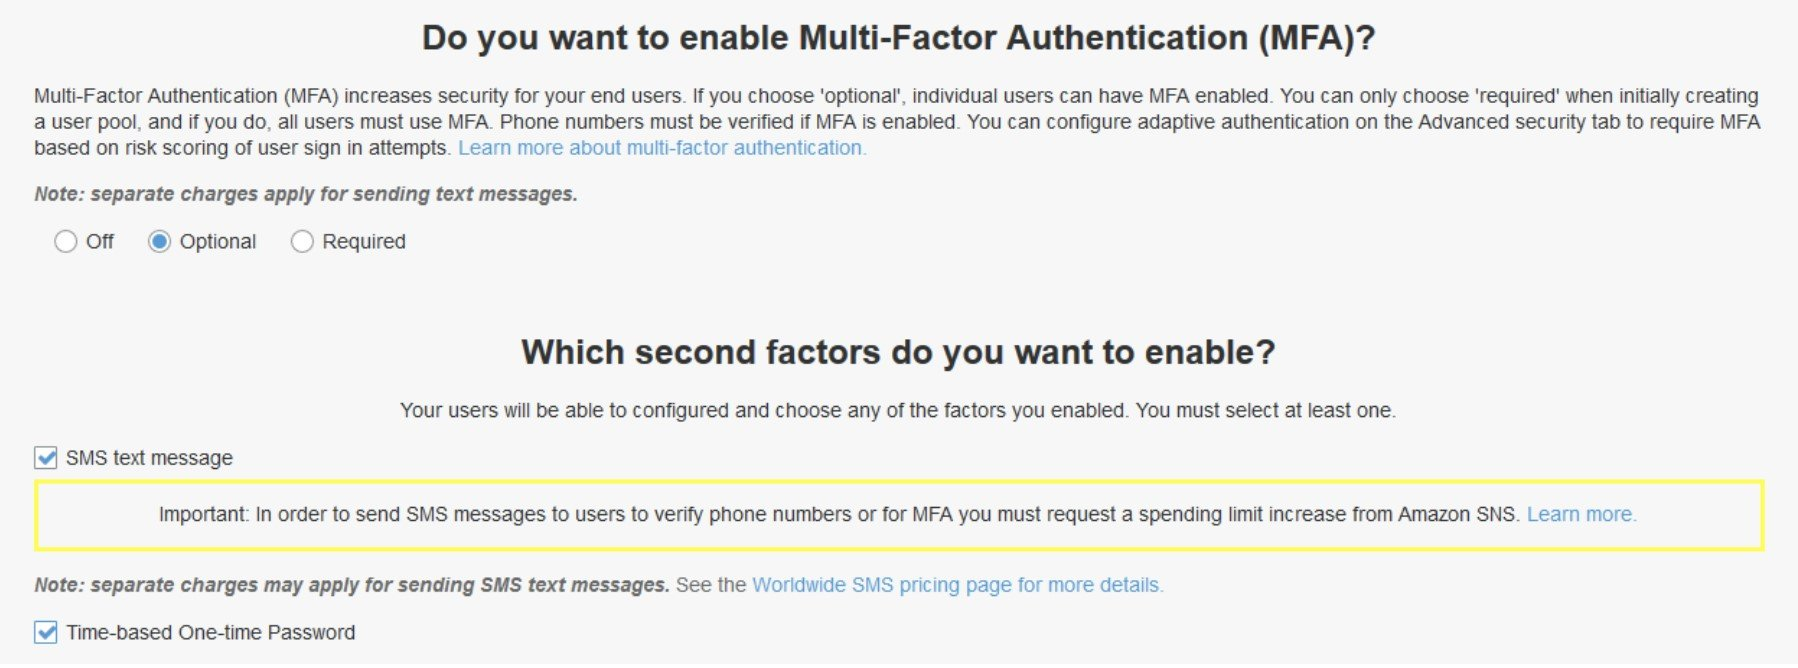 Do you want to enable Multi-Factor Authentication (MFA)?
Multi-Factor Authentication (MFA) increases security for your end users. If you choose 'optional', individual users can have MFA enabled. You can only choose 'required' when initially creating
a user pool, and if you do, all users must use MFA. Phone numbers must be verified if MFA is enabled. You can configure adaptive authentication on the Advanced security tab to require MFA
based on risk scoring of user sign in attempts. Learn more about multi-factor authentication.
Note: separate charges apply for sending text messages.
Off Optional Required
Which second factors do you want to enable?
Your users will be able to configured and choose any of the factors you enabled. You must select at least one.
SMS text message
Important: In order to send SMS messages to users to verify phone numbers or for MFA you must request a spending limit increase from Amazon SNS. Learn more.
Note: separate charges may apply for sending SMS text messages. See the Worldwide SMS pricing page for more details.
Time-based One-time Password